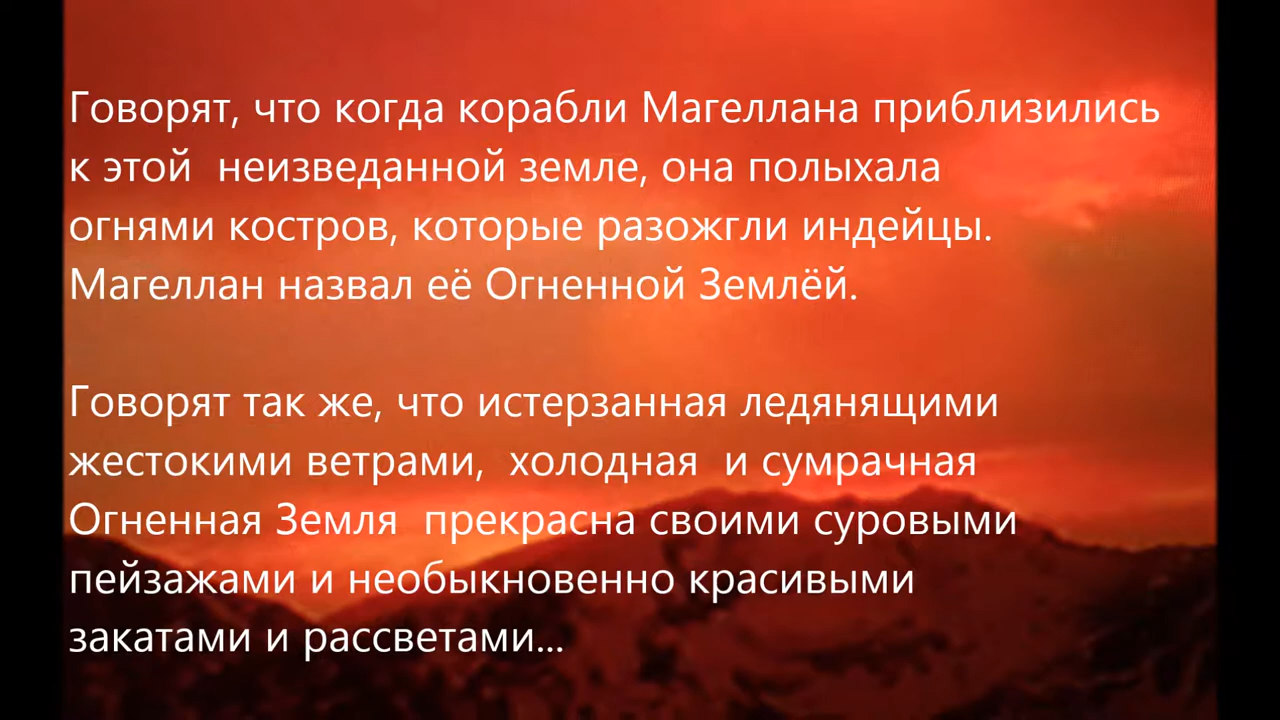 Говорят, что когда корабли Магеллана приблизились
к этой  неизведанной земле, она полыхала
огнями костров, которые разожгли индейцы.
Магеллан назвал её Огненной Землёй.
Говорят так же, что истерзанная ледянящими
жестокими ветрами,  холодная  и сумрачная
Огненная Земля  прекрасна своими суровыми
пейзажами и необыкновенно красивыми
закатами и рассветами...